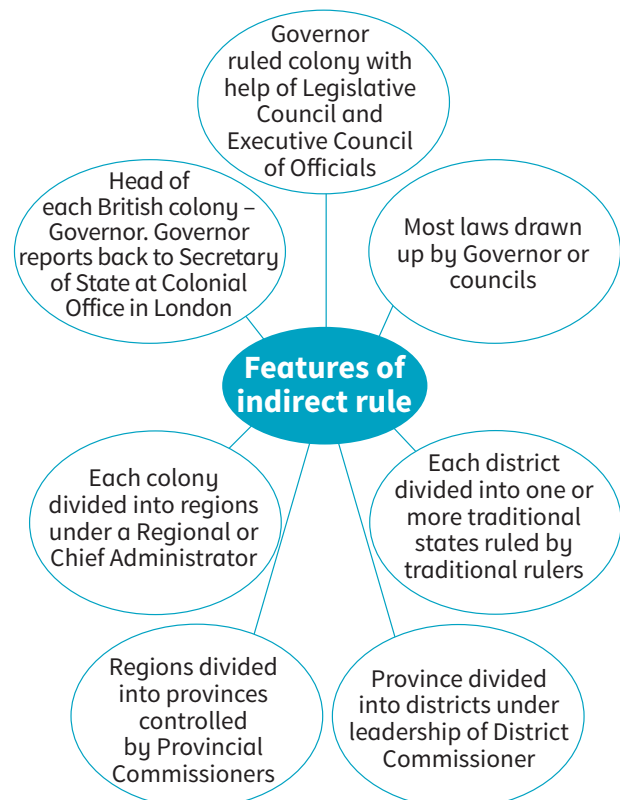 Governor
ruled colony with
help of Legislative
Council and
Executive Council
of Officials
Head of
each British colony –
Governor. Governor
reports back to Secretary
of State at Colonial
Office in London
Most laws drawn
up by Governor or
councils
Features of
indirect rule
Each colony
divided into regions
under a Regional or
Chief Administrator
Each district
divided into one or
more traditional
states ruled by
traditional rulers
Regions divided
into provinces
controlled
by Provincial
Commissioners
Province divided
into districts under
leadership of District
Commissioner